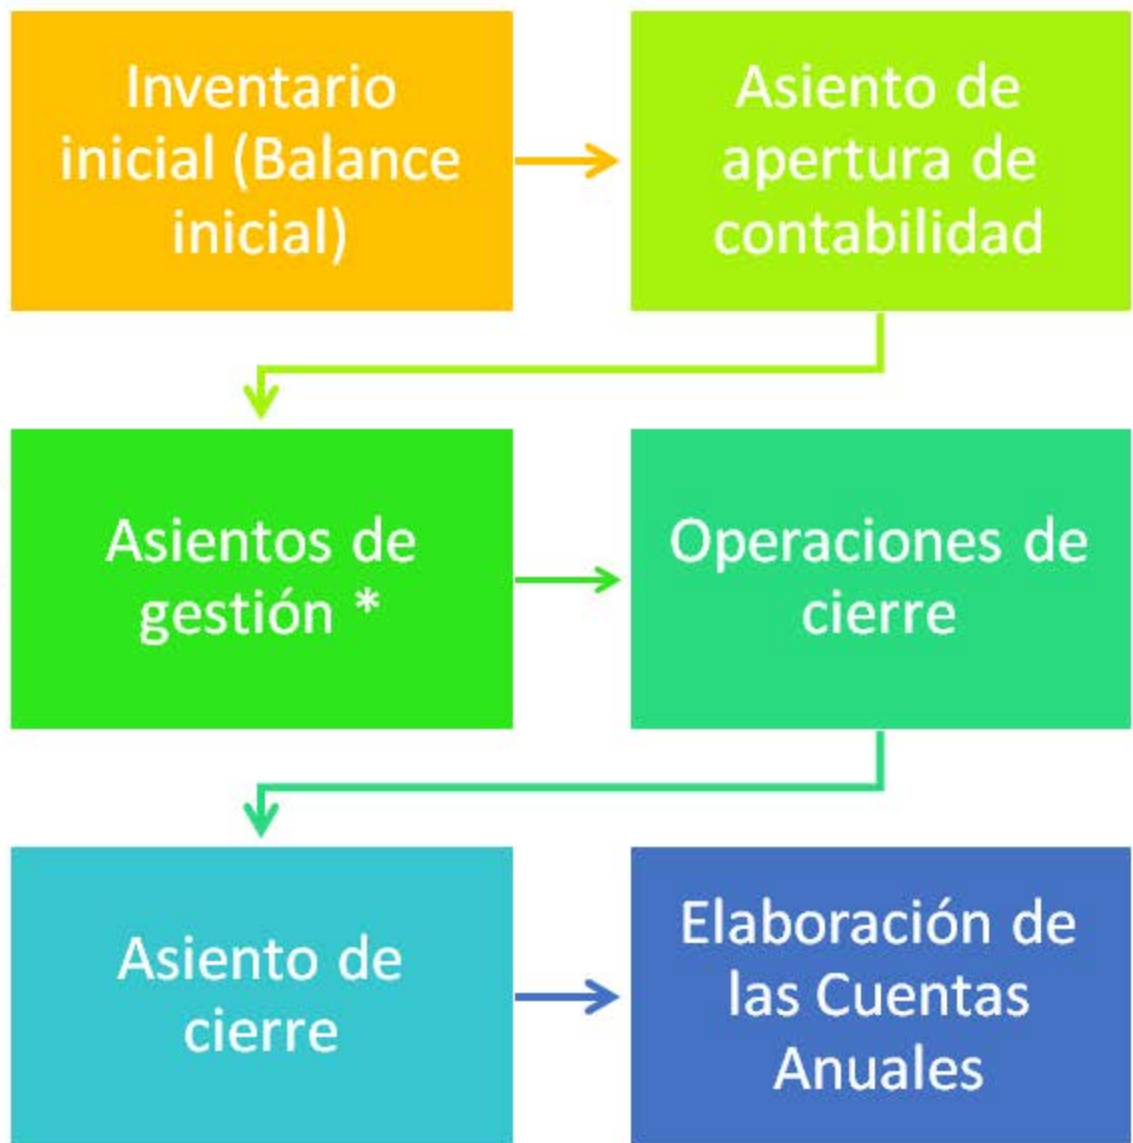 Inventario
inicial (Balance
inicial)
Asiento de
apertura de
contabilidad
Asientos de
gestión *
Operaciones de
cierre
Asiento de
cierre
Elaboración de
las Cuentas
Anuales